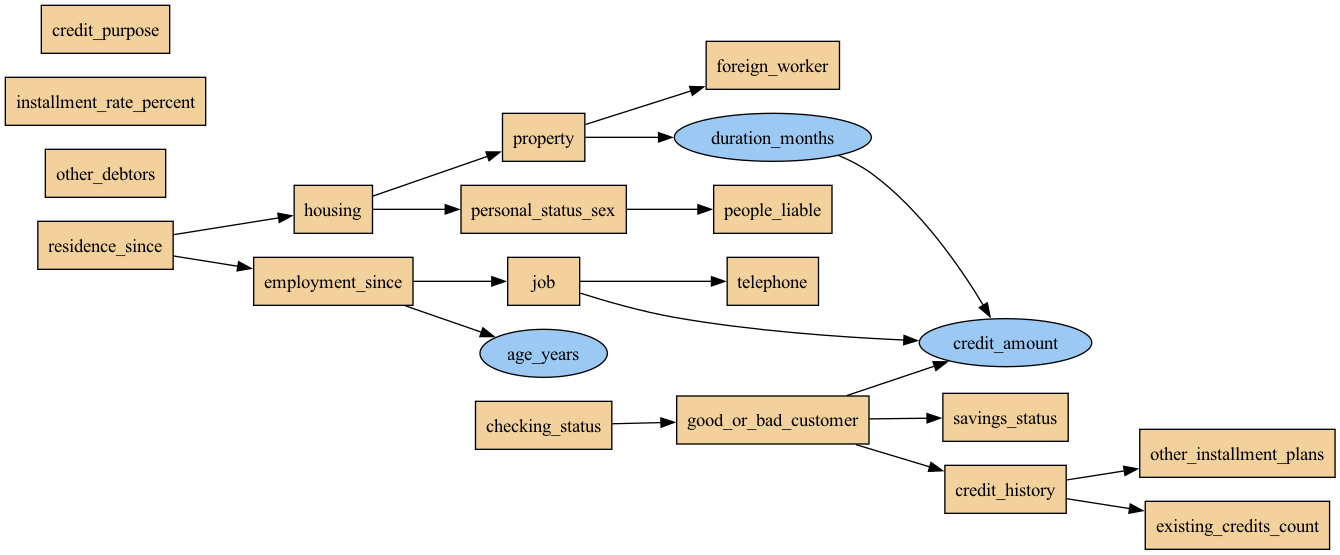 credit_purpose
installment_rate_percent
other_debtors
residence_since
housing
employment_since
property
personal_status_sex
job
age_years
checking_status
foreign_worker
duration_months
people_liable
telephone
good_or_bad_customer
credit_amount
savings_status
credit_history
other_installment_plans
existing_credits_count